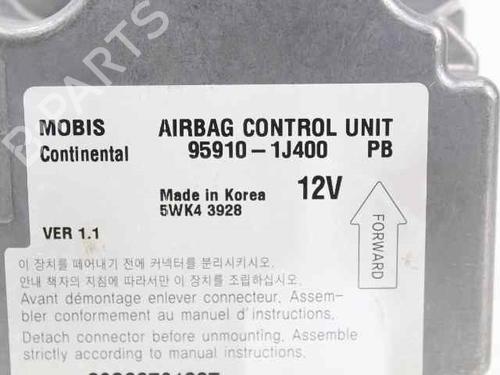 B PARTS
MOBIS AIRBAG CONTROL UNIT
Continental 95910-1J400 PB
Made in Korea 12V
5WK4 3928
VER 1.1
FORWARD
이 장치를 떼어내기 전에 커넥터를 분리시키시오.
안내 책자의 지침에 따라서만 이 장치를 조립하십시오.
Avant démontage enlever connecteur. Assem-
bler conformement au manuel d'instructions.
Detach connector before unmounting. Assemble
strictly according to manual instructions.